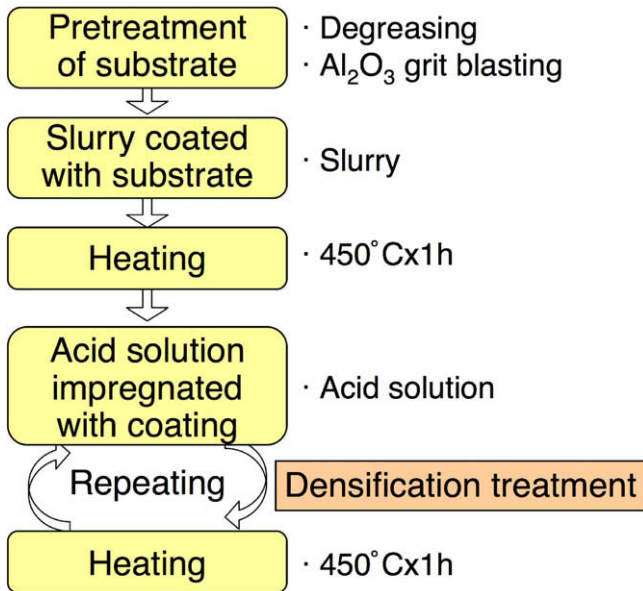 Pretreatment
of substrate
· Degreasing
· Al₂O₃ grit blasting
Slurry coated
with substrate
· Slurry
Heating
· 450°Cx1h
Acid solution
impregnated
with coating
· Acid solution
Repeating
Densification treatment
Heating
· 450°Cx1h